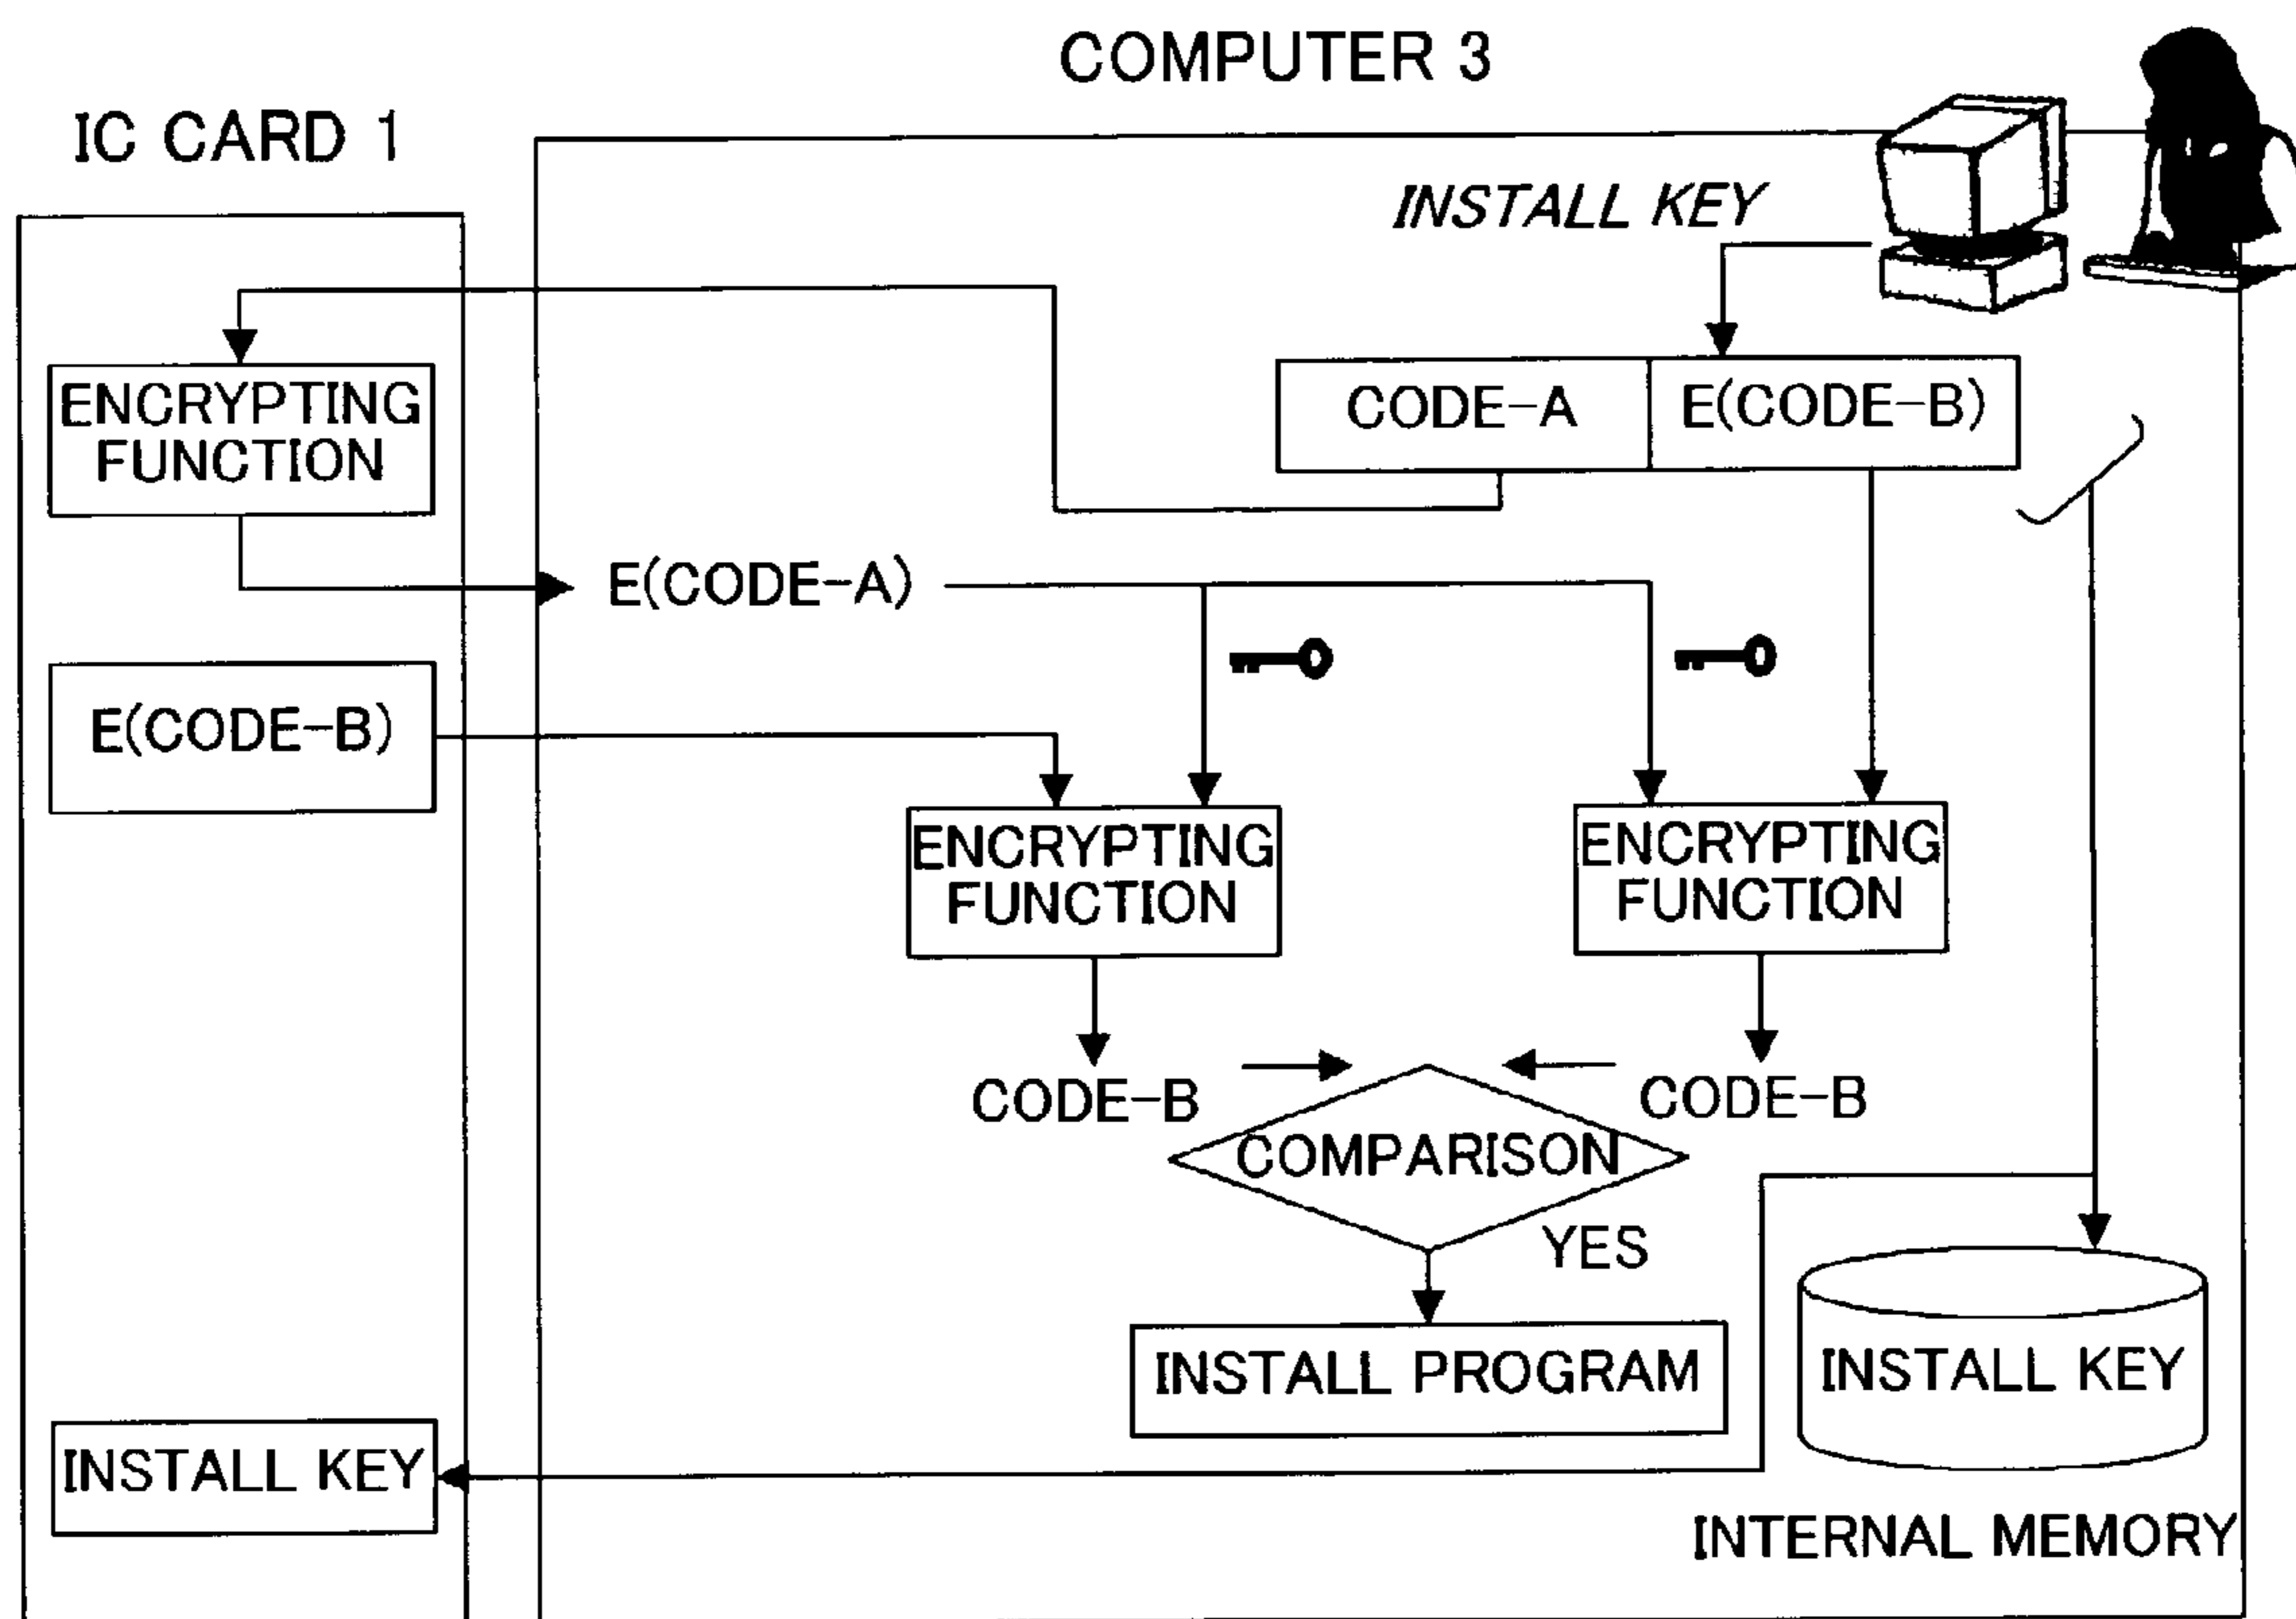 COMPUTER 3
IC CARD 1
INSTALL KEY
ENCRYPTING
FUNCTION
CODE-A
E(CODE-B)
E(CODE-A)
E(CODE-B)
ENCRYPTING
FUNCTION
ENCRYPTING
FUNCTION
CODE-B
CODE-B
COMPARISON
YES
INSTALL PROGRAM
INSTALL KEY
INSTALL KEY
INTERNAL MEMORY